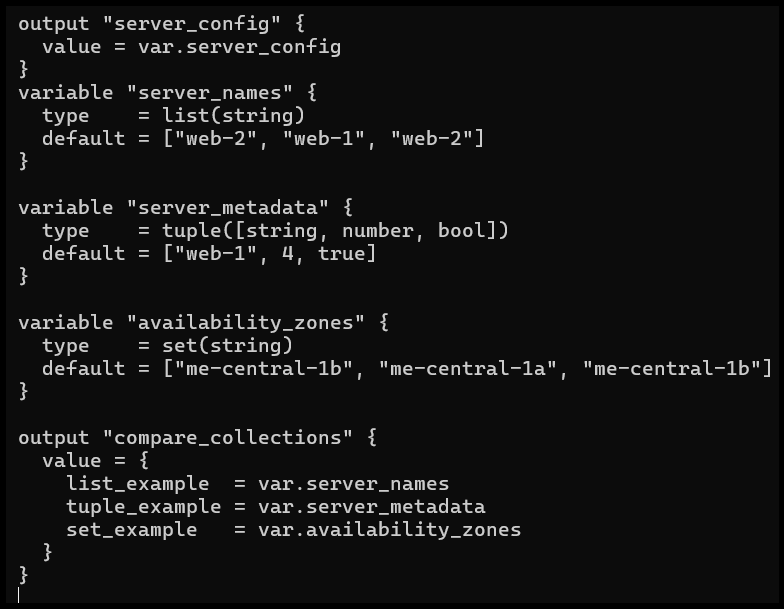 output "server_config" {
  value = var.server_config
}
variable "server_names" {
  type    = list(string)
  default = ["web-2", "web-1", "web-2"]
}

variable "server_metadata" {
  type    = tuple([string, number, bool])
  default = ["web-1", 4, true]
}

variable "availability_zones" {
  type    = set(string)
  default = ["me-central-1b", "me-central-1a", "me-central-1b"]
}

output "compare_collections" {
  value = {
    list_example  = var.server_names
    tuple_example = var.server_metadata
    set_example   = var.availability_zones
  }
}